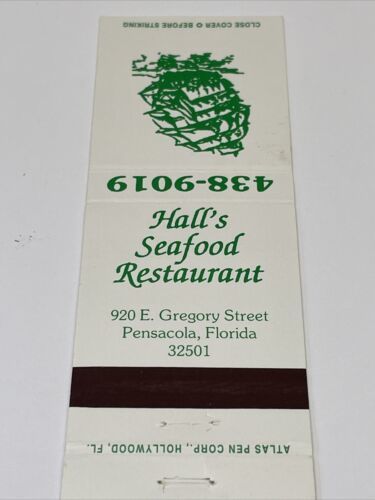 CLOSE COVER ✪ BEFORE STRIKING
438-9019
Hall's
Seafood
Restaurant
920 E. Gregory Street
Pensacola, Florida
32501
ATLAS PEN CORP., HOLLYWOOD, FL.